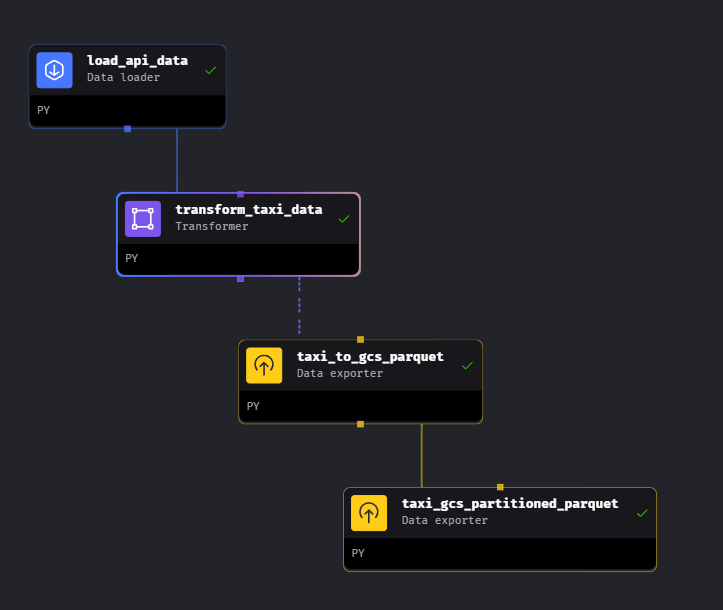 load_api_data
Data loader
PY
transform_taxi_data
Transformer
PY
taxi_to_gcs_parquet
Data exporter
PY
taxi_gcs_partitioned_parquet
Data exporter
PY